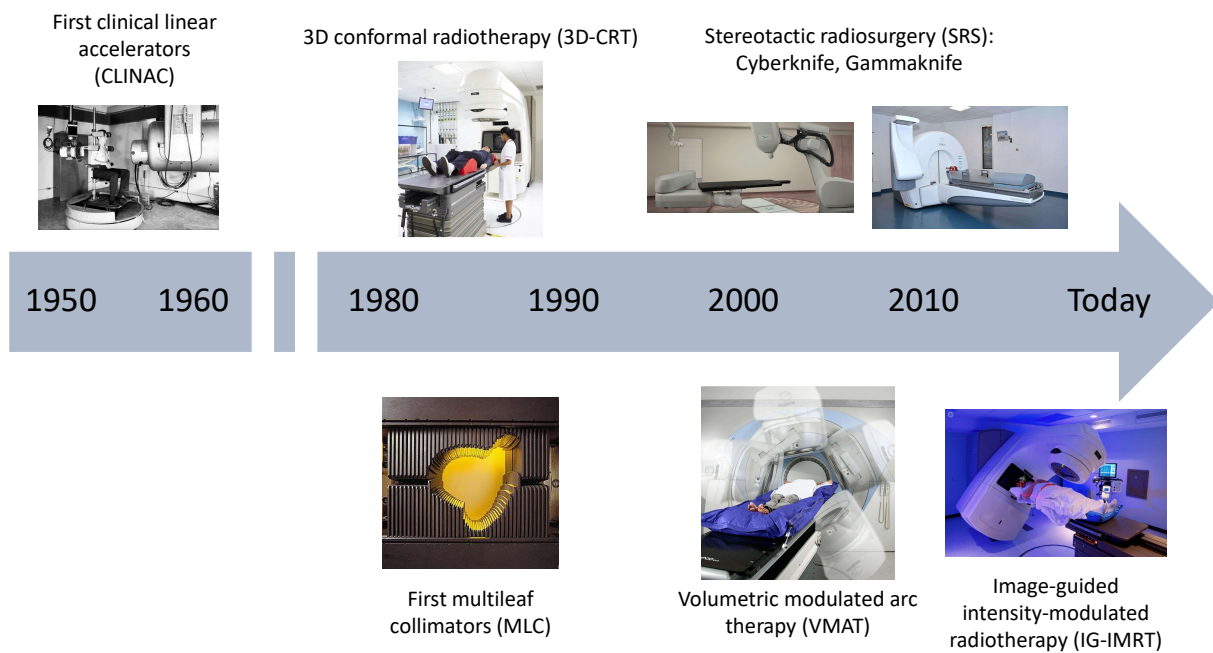 First clinical linear
accelerators
(CLINAC)
3D conformal radiotherapy (3D-CRT)
Stereotactic radiosurgery (SRS):
Cyberknife, Gammaknife
1950
1960
1980
1990
2000
2010
Today
First multileaf
collimators (MLC)
Volumetric modulated arc
therapy (VMAT)
Image-guided
intensity-modulated
radiotherapy (IG-IMRT)